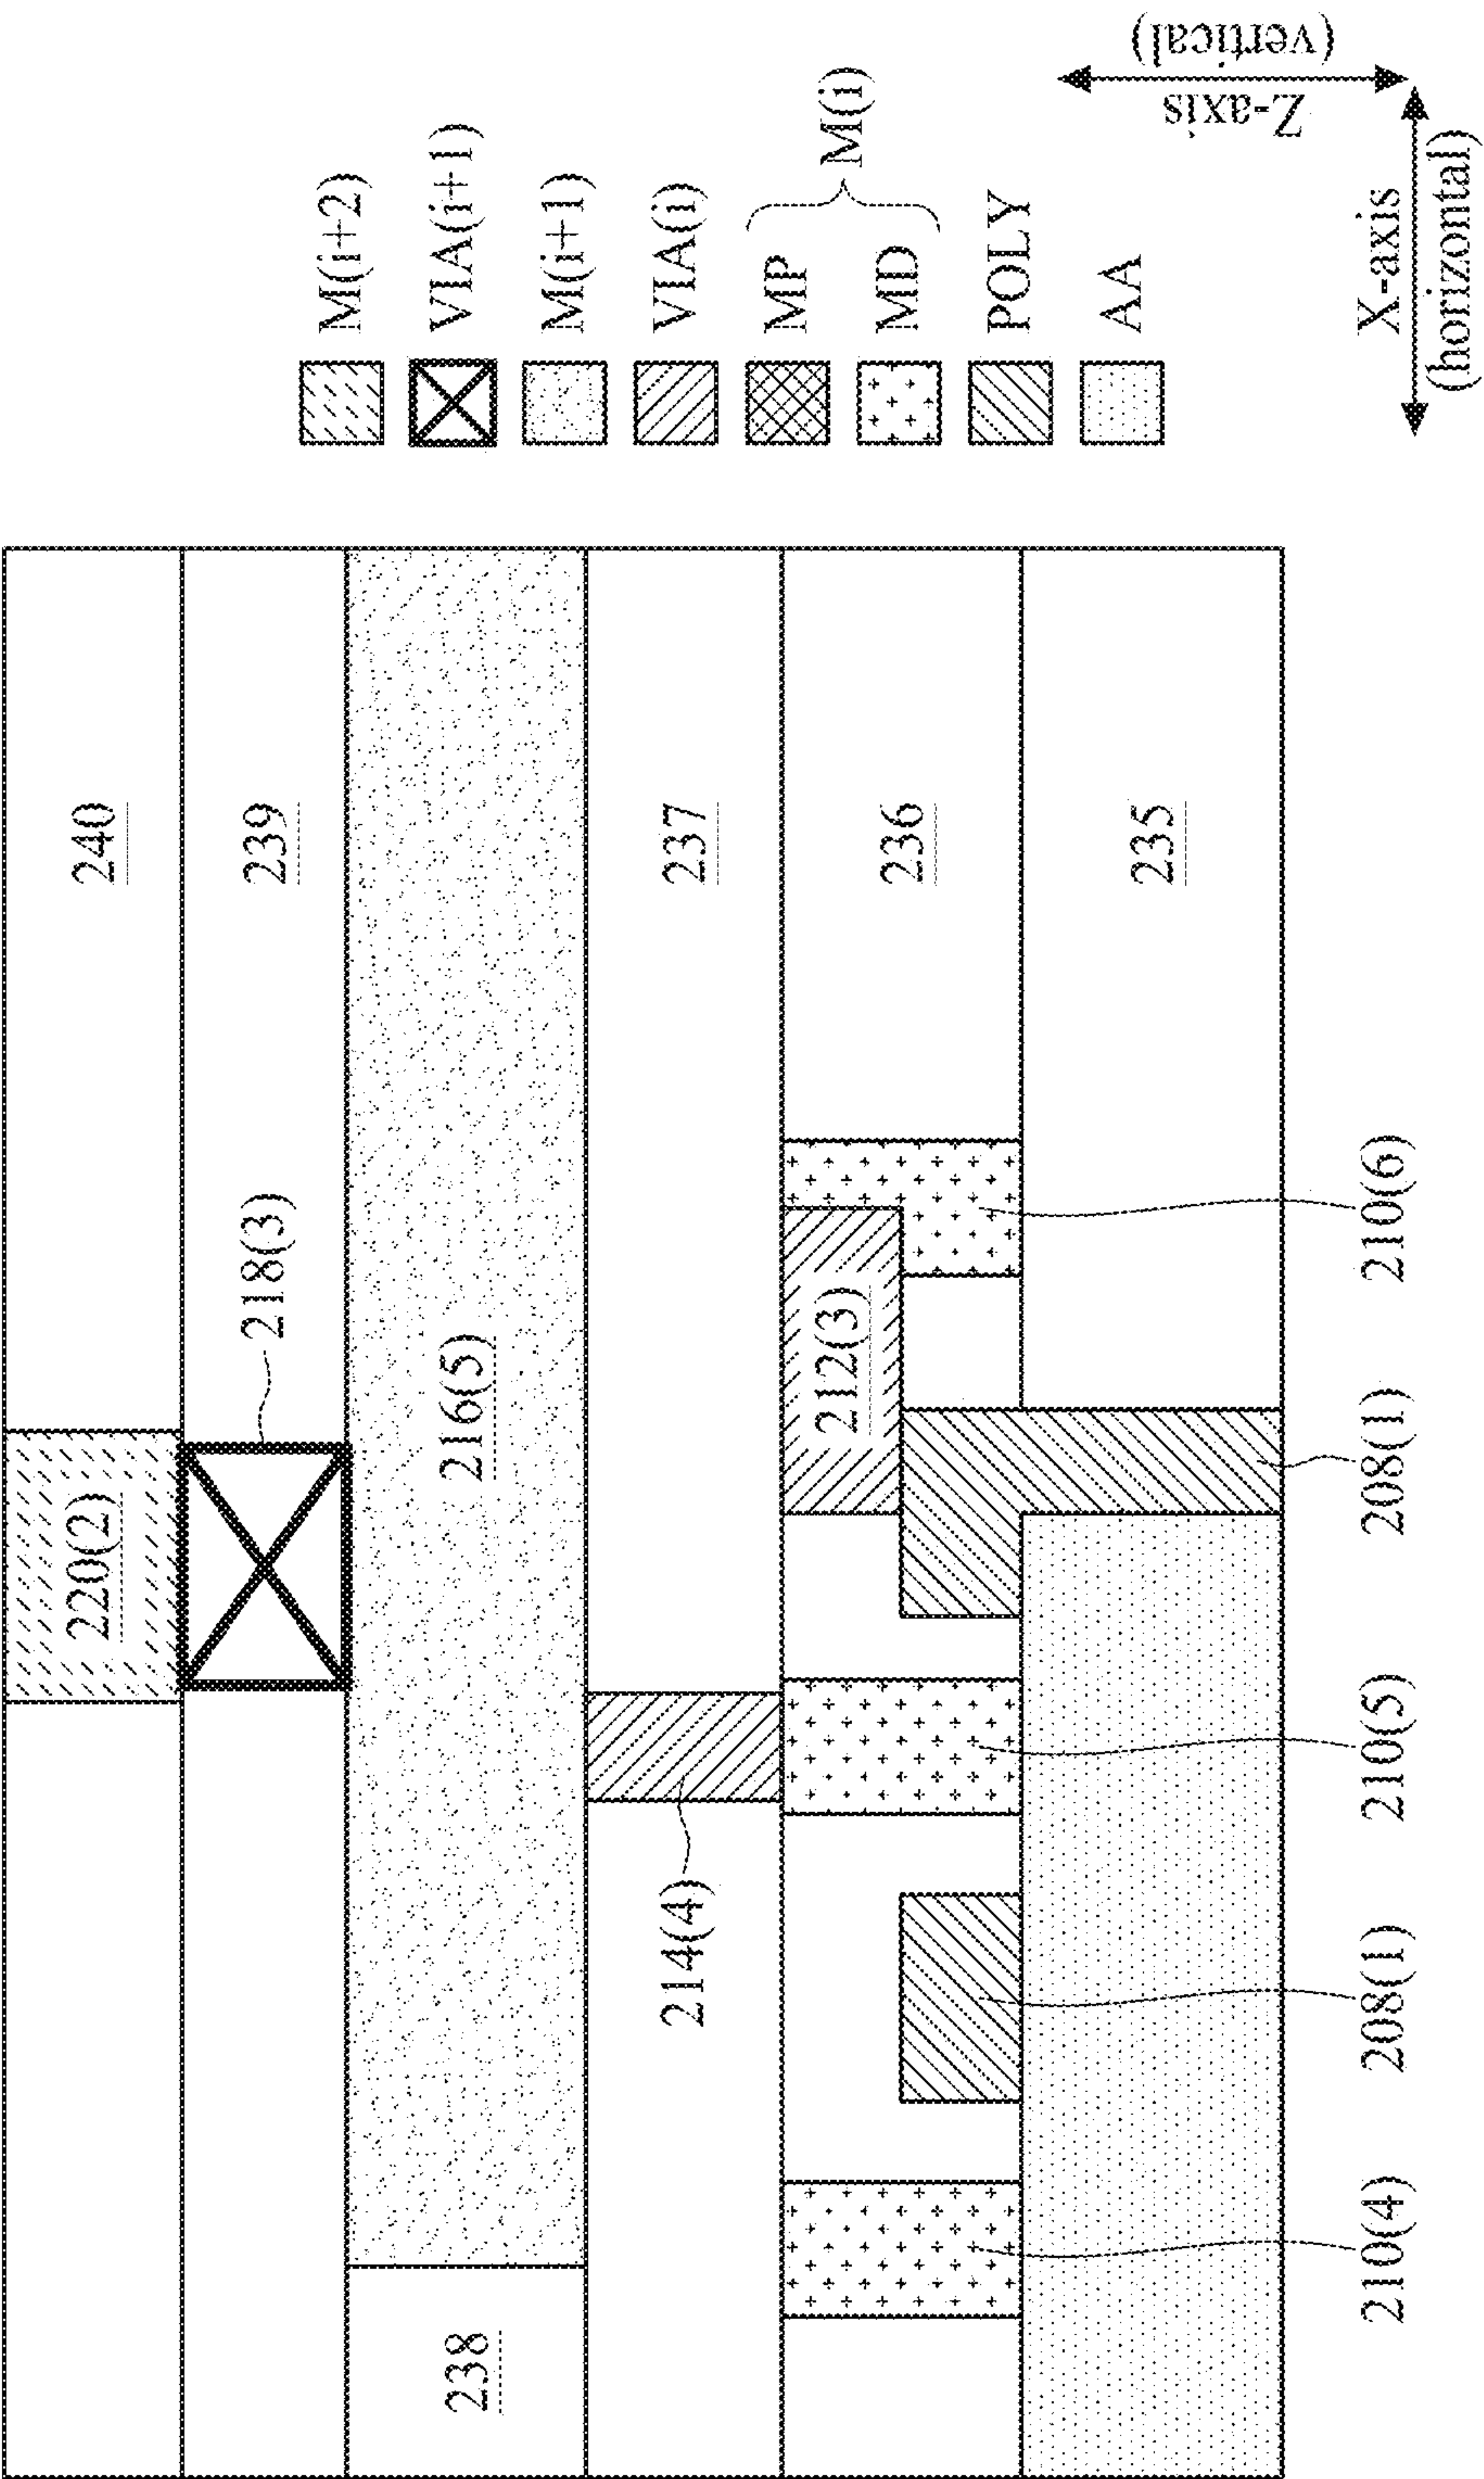 240
239
238
237
236
235
220(2)
218(3)
216(5)
214(4)
212(3)
210(4)
208(1)
210(5)
208(1)
210(6)
M(i+2)
VIA(i+1)
M(i+1)
VIA(i)
MP
MD
M(i)
POLY
AA
X-axis
(horizontal)
Z-axis
(vertical)